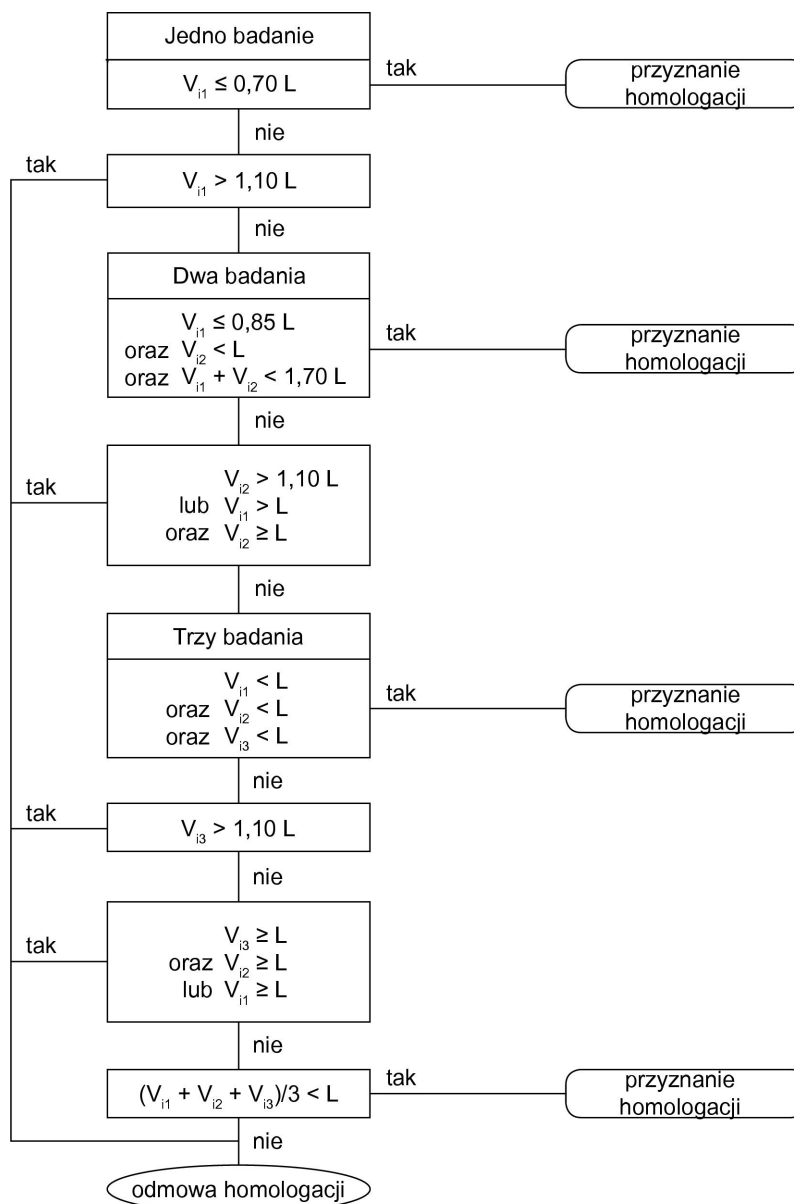 Jedno badanie
V_i1 ≤ 0,70 L
tak
przyznanie
homologacji
nie
tak
V_i1 > 1,10 L
nie
Dwa badania
V_i1 ≤ 0,85 L
oraz V_i2 < L
oraz V_i1 + V_i2 < 1,70 L
tak
przyznanie
homologacji
nie
tak
V_i2 > 1,10 L
lub V_i1 > L
oraz V_i2 ≥ L
nie
Trzy badania
V_i1 < L
oraz V_i2 < L
oraz V_i3 < L
tak
przyznanie
homologacji
nie
tak
V_i3 > 1,10 L
nie
tak
V_i3 ≥ L
oraz V_i2 ≥ L
lub V_i1 ≥ L
nie
(V_i1 + V_i2 + V_i3)/3 < L
tak
przyznanie
homologacji
nie
odmowa homologacji